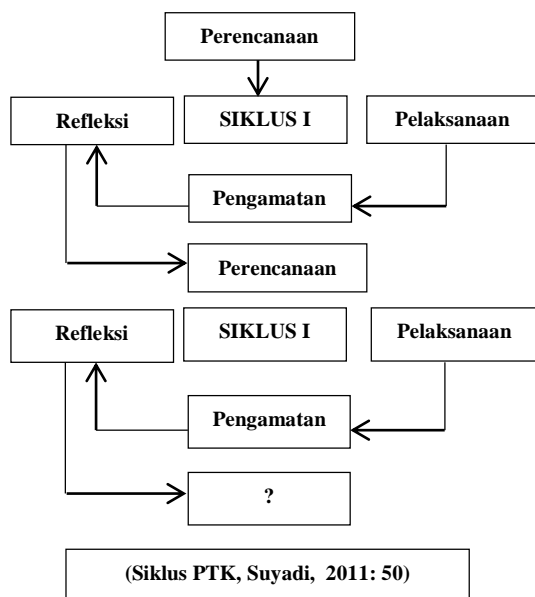 Perencanaan
Refleksi
SIKLUS I
Pelaksanaan
Pengamatan
Perencanaan
Refleksi
SIKLUS I
Pelaksanaan
Pengamatan
?
(Siklus PTK, Suyadi, 2011: 50)